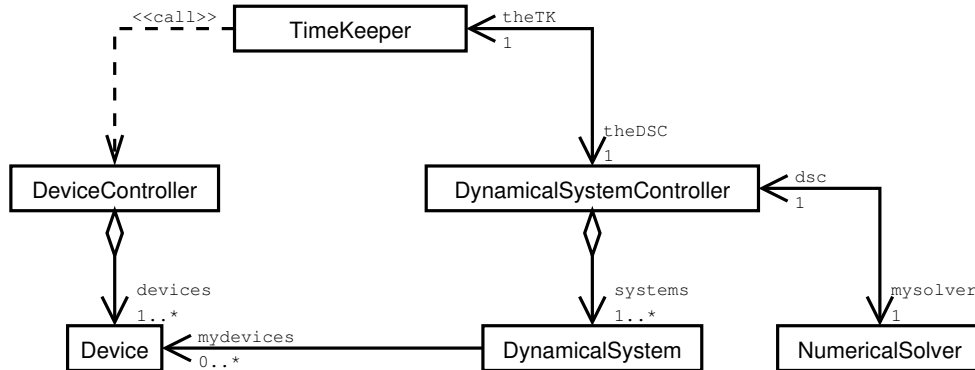 <<call>>
TimeKeeper
theTK
1
theDSC
1
DeviceController
DynamicalSystemController
dsc
1
devices
1..*
systems
1..*
mysolver
1
Device
mydevices
0..*
DynamicalSystem
NumericalSolver